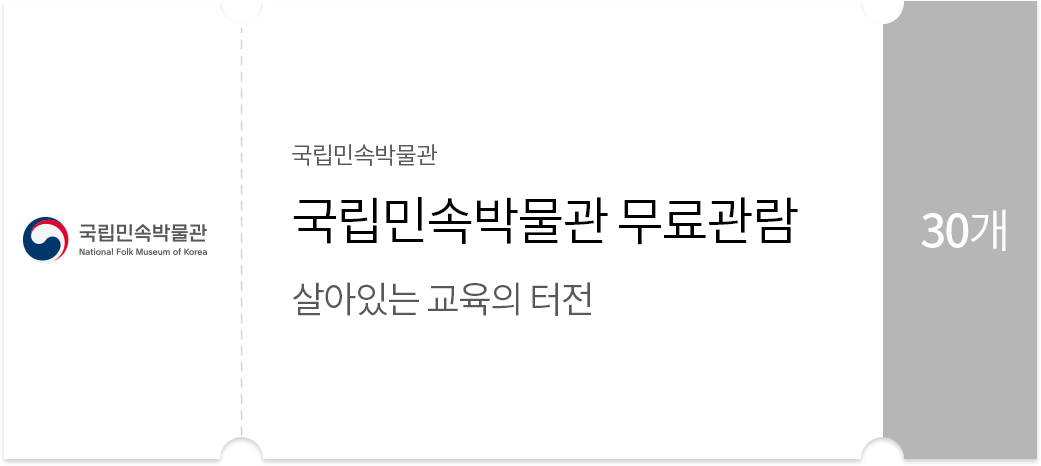 국립민속박물관
National Folk Museum of Korea
국립민속박물관
국립민속박물관 무료관람
살아있는 교육의 터전
30개